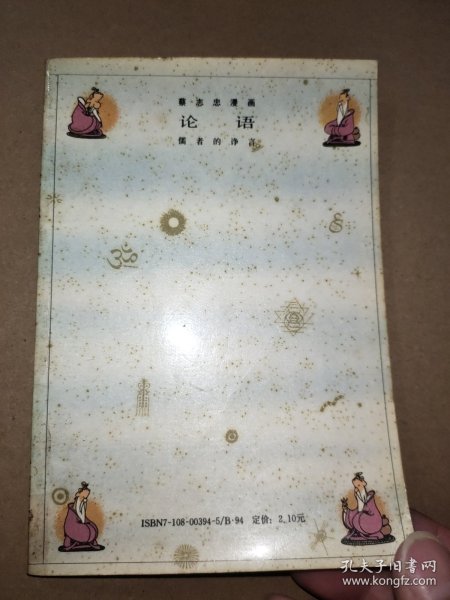 蔡志忠漫画
论语
儒者的诤言
ISBN7-108-00394-5/B·94 定价：2.10元
孔夫子旧书网
www.kongfz.com